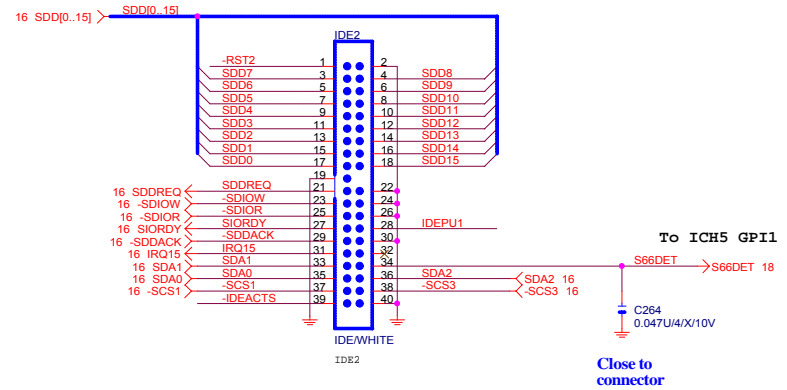 16 SDD[0..15] SDD[0..15]
IDE2
-RST2 1 2
SDD7 3 4 SDD8
SDD6 5 6 SDD9
SDD5 7 8 SDD10
SDD4 9 10 SDD11
SDD3 11 12 SDD12
SDD2 13 14 SDD13
SDD1 15 16 SDD14
SDD0 17 18 SDD15
19
16 SDDREQ SDDREQ 21 22
16 -SDIOW -SDIOW 23 24
16 -SDIOR -SDIOR 25 26
16 SIORDY SIORDY 27 28 IDEPU1
16 -SDDACK -SDDACK 29 30
16 IRQ15 IRQ15 31 32
16 SDA1 SDA1 33 34
16 SDA0 SDA0 35 36 SDA2 SDA2 16
16 -SCS1 -SCS1 37 38 -SCS3 -SCS3 16
-IDEACTS 39 40
To ICH5 GPI1
S66DET S66DET 18
C264
0.047U/4/X/10V
IDE/WHITE
IDE2
Close to
connector